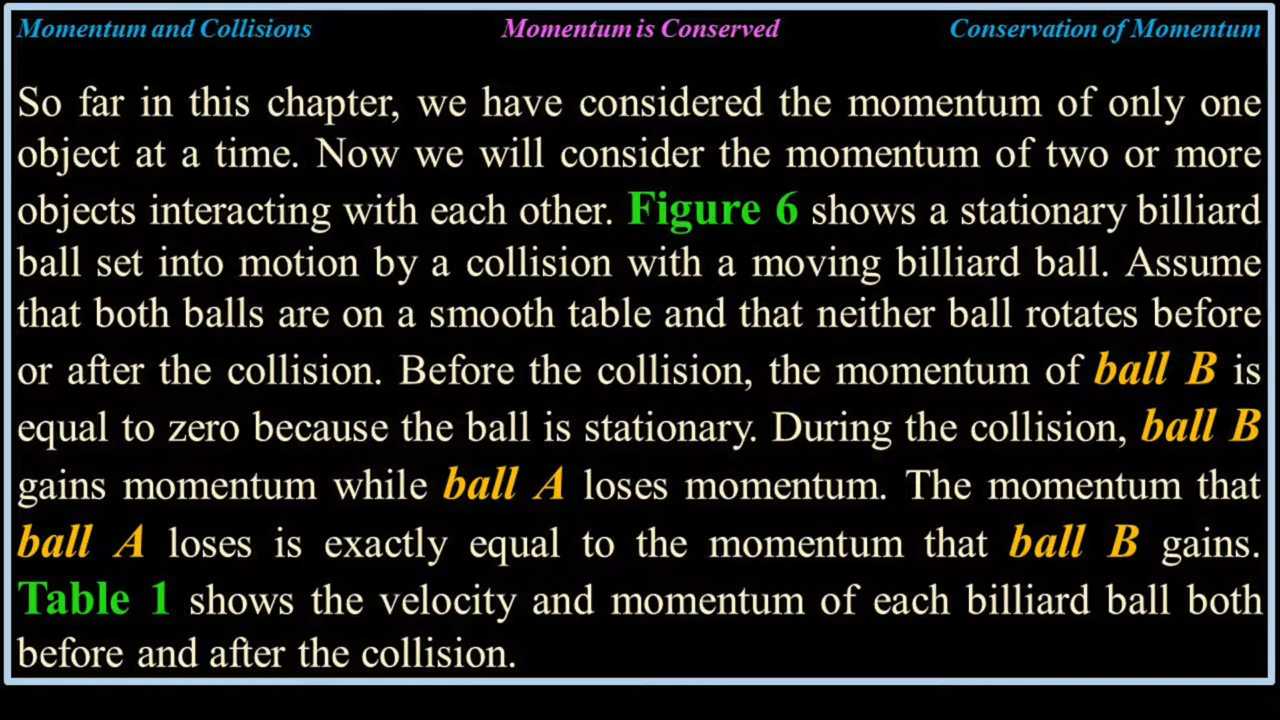 Momentum and Collisions Momentum is Conserved Conservation of Momentum
So far in this chapter, we have considered the momentum of only one
object at a time. Now we will consider the momentum of two or more
objects interacting with each other. Figure 6 shows a stationary billiard
ball set into motion by a collision with a moving billiard ball. Assume
that both balls are on a smooth table and that neither ball rotates before
or after the collision. Before the collision, the momentum of ball B is
equal to zero because the ball is stationary. During the collision, ball B
gains momentum while ball A loses momentum. The momentum that
ball A loses is exactly equal to the momentum that ball B gains.
Table 1 shows the velocity and momentum of each billiard ball both
before and after the collision.